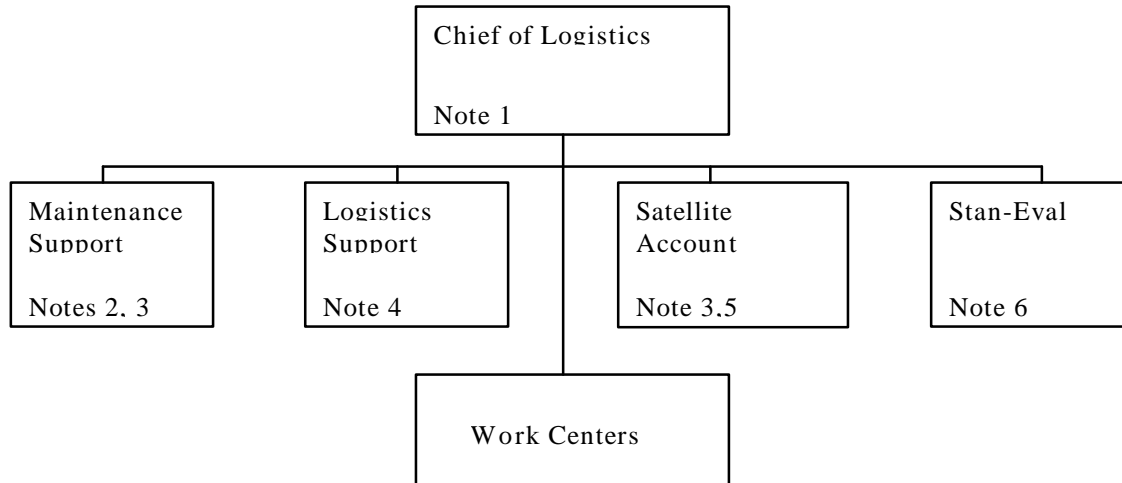 Chief of Logistics
Note 1
Maintenance
Support
Notes 2, 3
Logistics
Support
Note 4
Satellite
Account
Note 3,5
Stan-Eval
Note 6
Work Centers